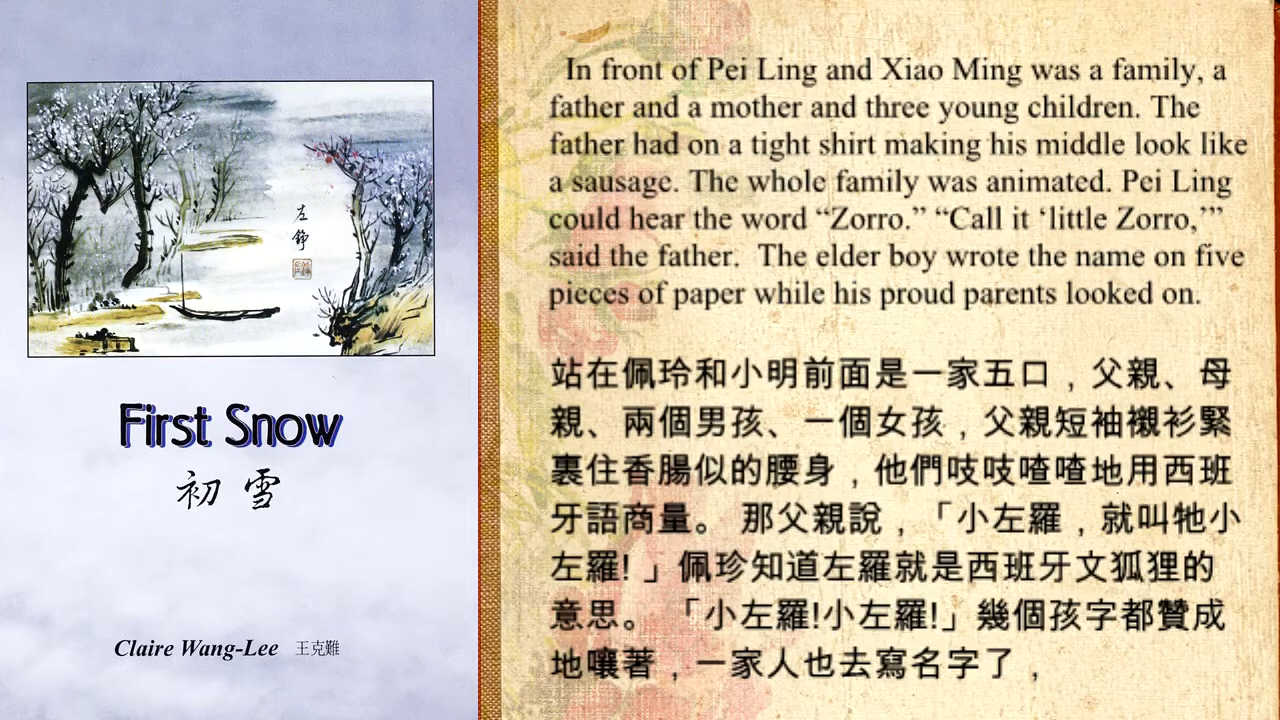 左
錚
First Snow
初 雪
Claire Wang-Lee 王克難
In front of Pei Ling and Xiao Ming was a family, a
father and a mother and three young children. The
father had on a tight shirt making his middle look like
a sausage. The whole family was animated. Pei Ling
could hear the word “Zorro.” “Call it ‘little Zorro,’”
said the father. The elder boy wrote the name on five
pieces of paper while his proud parents looked on.
站在佩玲和小明前面是一家五口，父親、母
親、兩個男孩、一個女孩，父親短袖襯衫緊
裹住香腸似的腰身，他們吱吱喳喳地用西班
牙語商量。 那父親說，「小左羅，就叫牠小
左羅!」佩珍知道左羅就是西班牙文狐狸的
意思。 「小左羅!小左羅!」幾個孩字都贊成
地嚷著，一家人也去寫名字了，